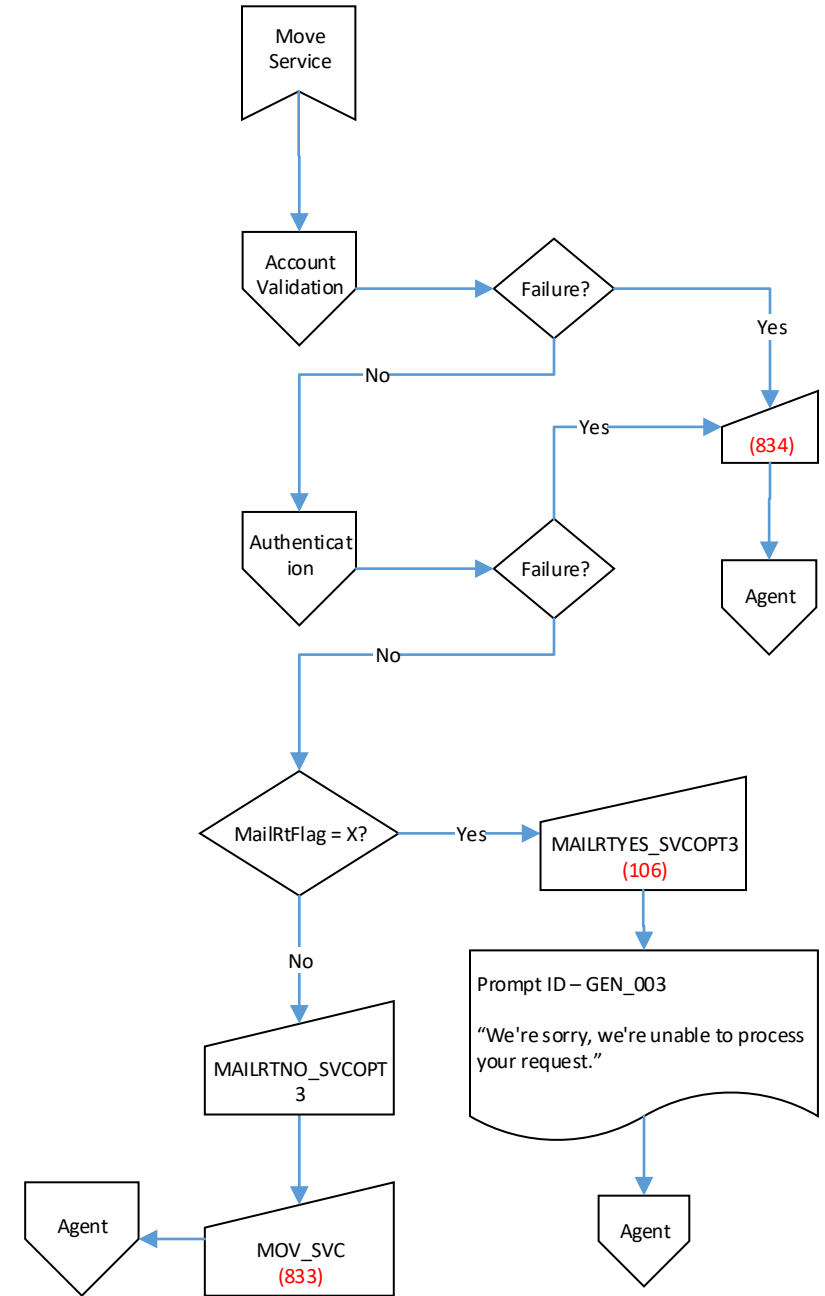 Move
Service
Account
Validation
Failure?
Yes
No
(834)
Yes
Authenticat
ion
Failure?
Agent
No
MailRtFlag = X?
Yes
MAILRTYES_SVCOPT3
(106)
No
Prompt ID – GEN_003
“We're sorry, we're unable to process
your request.”
MAILRTNO_SVCOPT
3
Agent
MOV_SVC
(833)
Agent